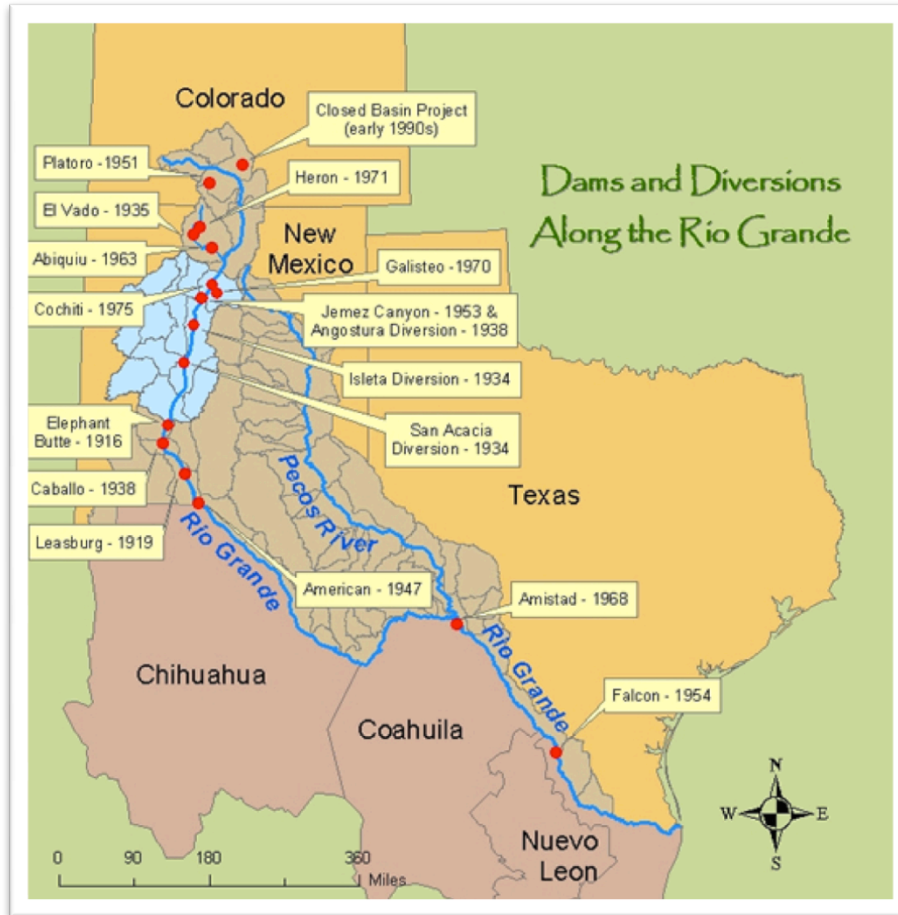 Colorado
Closed Basin Project
(early 1990s)
Platoro - 1951
Heron - 1971
Dams and Diversions
Along the Rio Grande
El Vado - 1935
New
Mexico
Abiquiu - 1963
Galisteo - 1970
Cochiti - 1975
Jemez Canyon - 1953 &
Angostura Diversion - 1938
Isleta Diversion - 1934
Elephant
Butte - 1916
San Acacia
Diversion - 1934
Caballo - 1938
Pecos River
Texas
Leasburg - 1919
Rio Grande
American - 1947
Amistad - 1968
Rio Grande
Chihuahua
Falcon - 1954
Coahuila
N
W
E
S
Nuevo
Leon
0 90 180 360
Miles